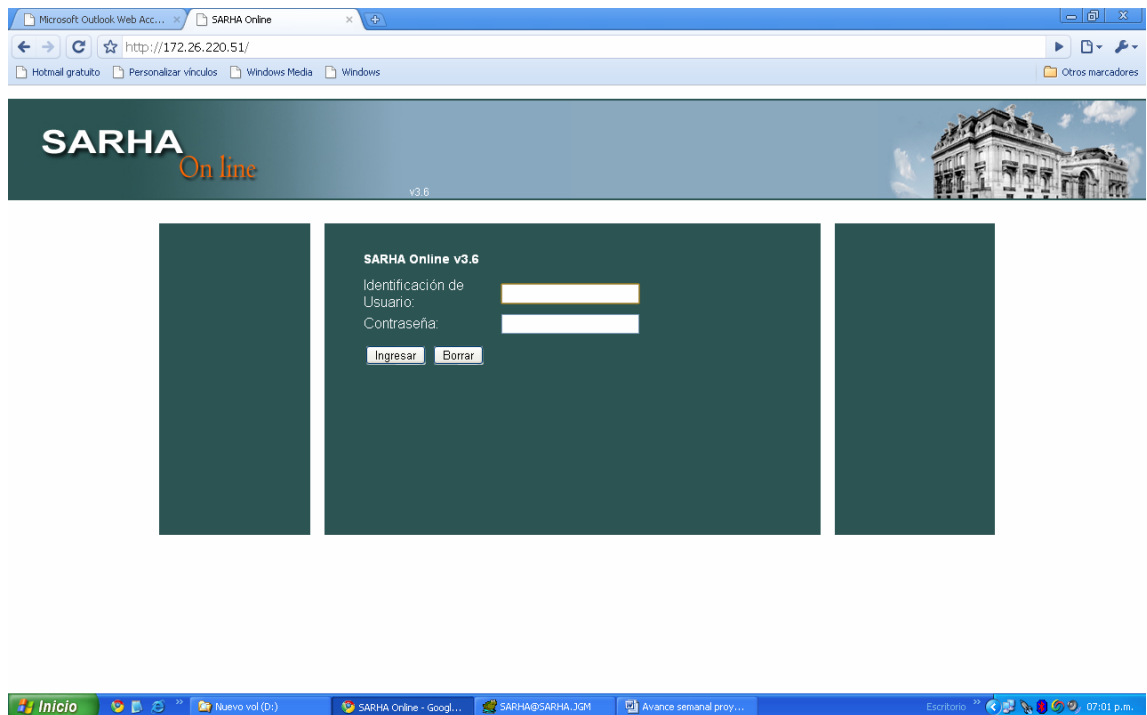 Microsoft Outlook Web Acc...
SARHA Online
http://172.26.220.51/
Hotmail gratuito
Personalizar vínculos
Windows Media
Windows
Otros marcadores
SARHA
On line
v3.6
SARHA Online v3.6
Identificación de
Usuario:
Contraseña:
Ingresar
Borrar
Inicio
Nuevo vol (D:)
SARHA Online - Googl...
SARHA@SARHA.JGM
Avance semanal proy...
Escritorio
07:01 p.m.